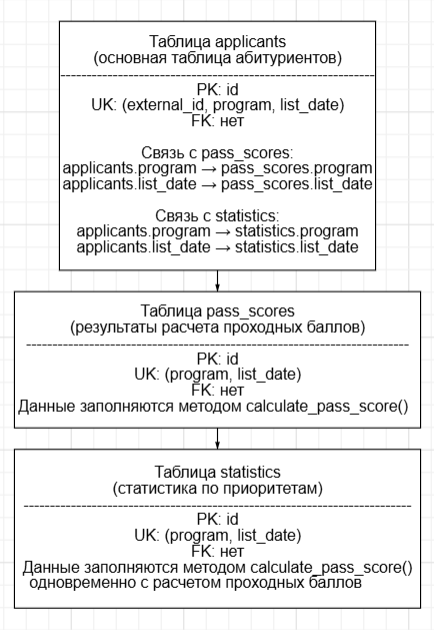 Таблица applicants
(основная таблица абитуриентов)
PK: id
UK: (external_id, program, list_date)
FK: нет
Связь с pass_scores:
applicants.program → pass_scores.program
applicants.list_date → pass_scores.list_date
Связь с statistics:
applicants.program → statistics.program
applicants.list_date → statistics.list_date
Таблица pass_scores
(результаты расчета проходных баллов)
PK: id
UK: (program, list_date)
FK: нет
Данные заполняются методом calculate_pass_score()
Таблица statistics
(статистика по приоритетам)
PK: id
UK: (program, list_date)
FK: нет
Данные заполняются методом calculate_pass_score()
одновременно с расчетом проходных баллов